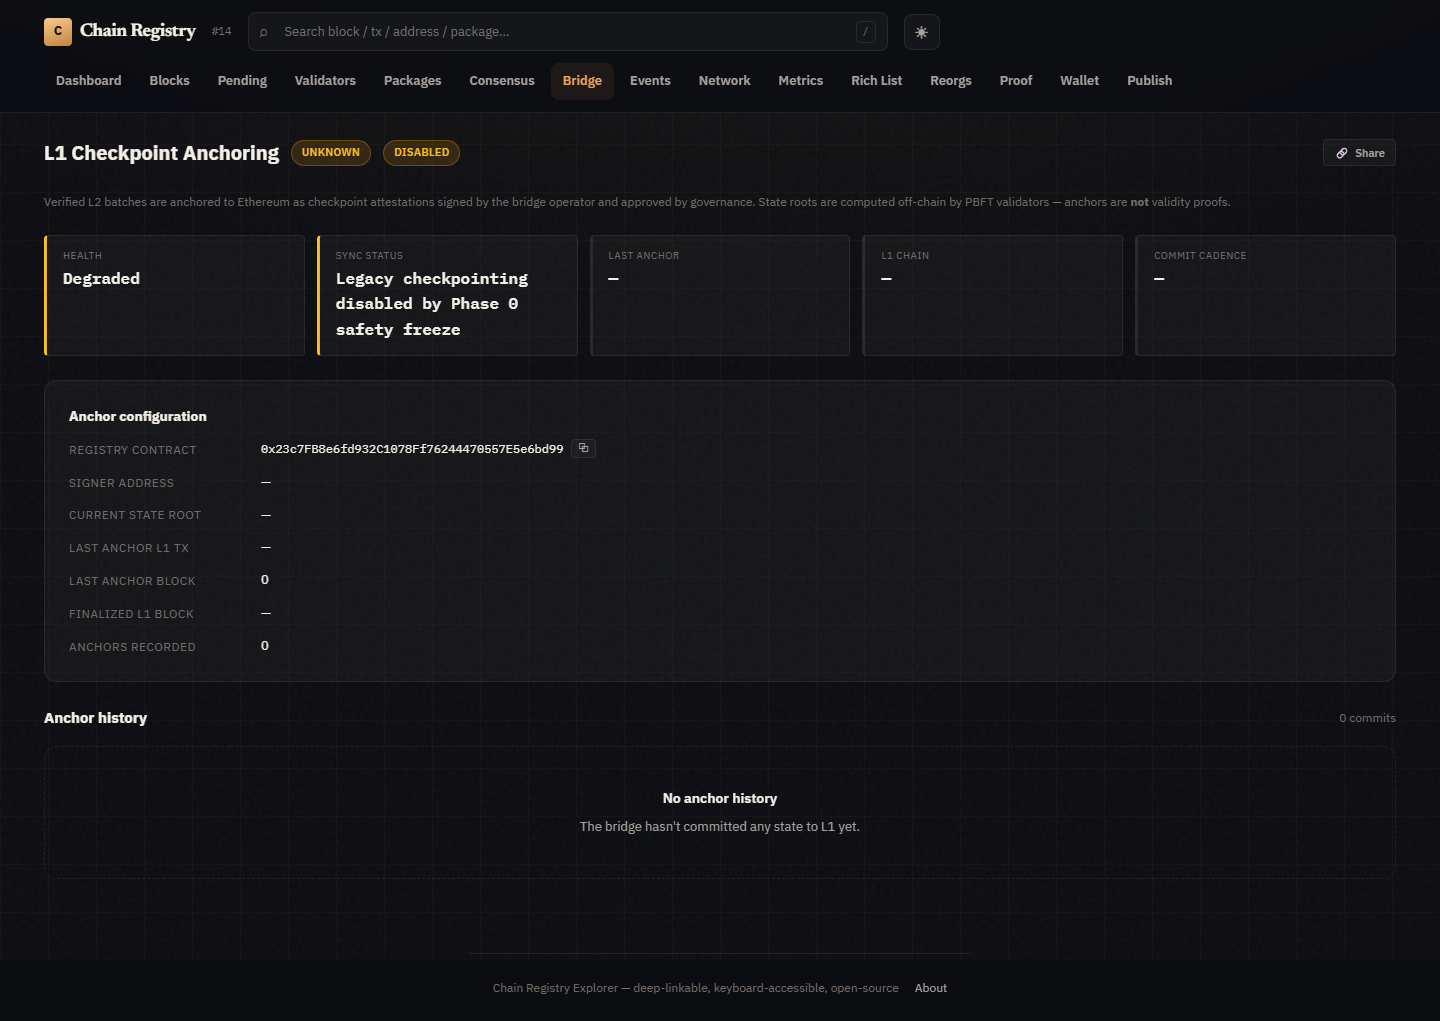 C Chain Registry #14
Search block / tx / address / package... /
Dashboard Blocks Pending Validators Packages Consensus Bridge Events Network Metrics Rich List Reorgs Proof Wallet Publish
L1 Checkpoint Anchoring UNKNOWN DISABLED Share
Verified L2 batches are anchored to Ethereum as checkpoint attestations signed by the bridge operator and approved by governance. State roots are computed off-chain by PBFT validators — anchors are not validity proofs.
HEALTH
Degraded
SYNC STATUS
Legacy checkpointing
disabled by Phase 0
safety freeze
LAST ANCHOR
—
L1 CHAIN
—
COMMIT CADENCE
—
Anchor configuration
REGISTRY CONTRACT 0x23c7FB8e6fd932C1078Ff76244470557E5e6bd99
SIGNER ADDRESS —
CURRENT STATE ROOT —
LAST ANCHOR L1 TX —
LAST ANCHOR BLOCK 0
FINALIZED L1 BLOCK —
ANCHORS RECORDED 0
Anchor history 0 commits
No anchor history
The bridge hasn't committed any state to L1 yet.
Chain Registry Explorer — deep-linkable, keyboard-accessible, open-source About